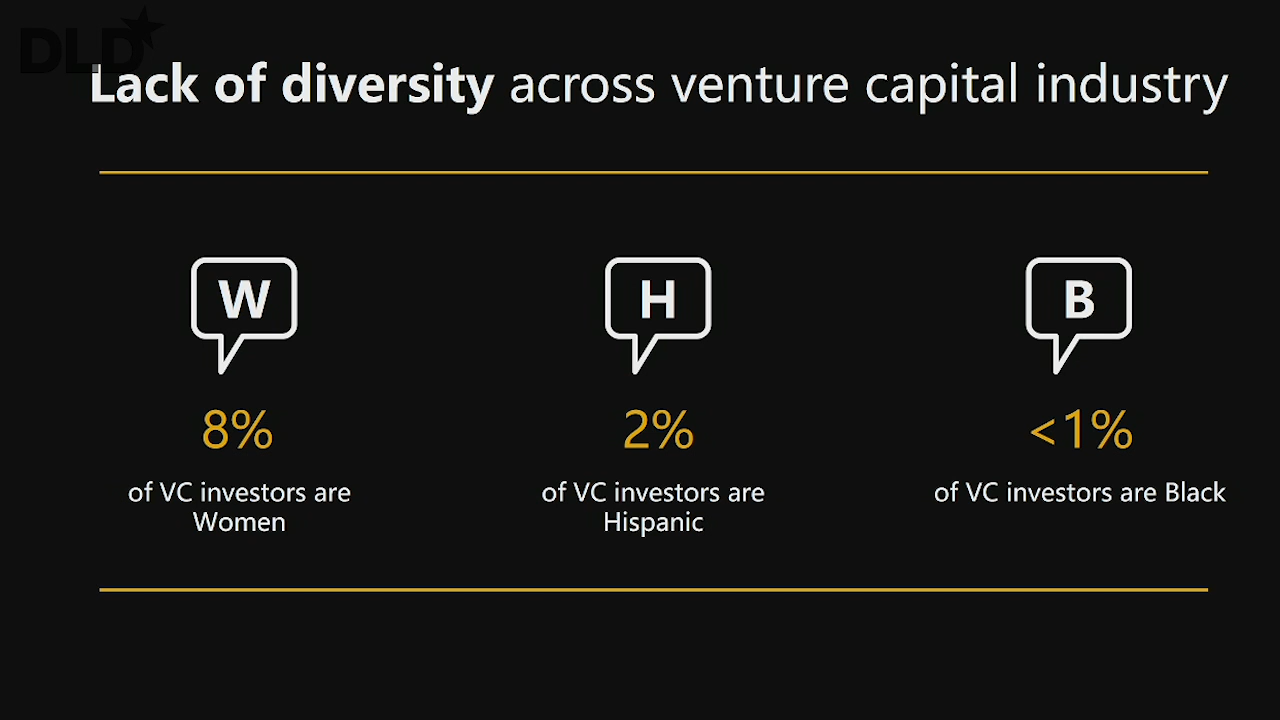 DLD
Lack of diversity across venture capital industry
W
H
B
8%
2%
<1%
of VC investors are
Women
of VC investors are
Hispanic
of VC investors are Black